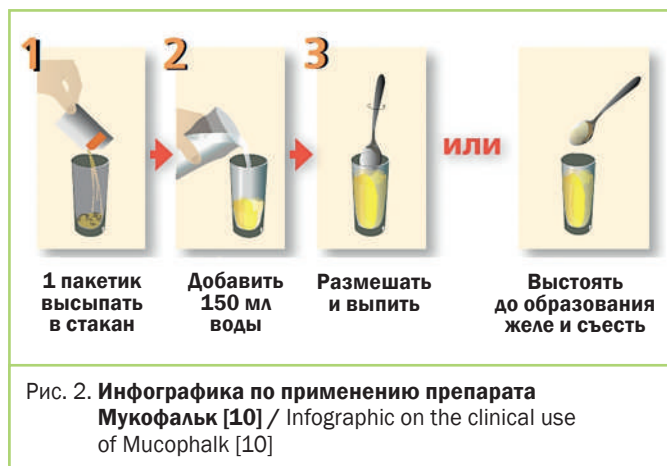 1
2
3
или
1 пакетик
высыпать
в стакан
Добавить
150 мл
воды
Размешать
и выпить
Выстоять
до образования
желе и съесть
Рис. 2. Инфографика по применению препарата
Мукофальк [10] / Infographic on the clinical use
of Mucophalk [10]